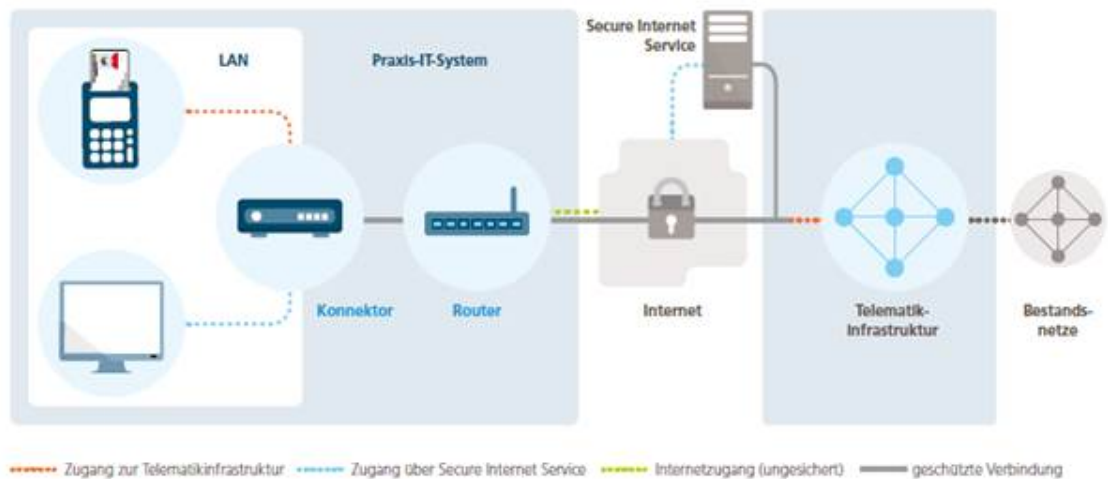 LAN
Praxis-IT-System
Secure Internet
Service
Konnektor
Router
Internet
Telematik-
Infrastruktur
Bestands-
netze
Zugang zur Telematikinfrastruktur
Zugang über Secure Internet Service
Internetzugang (ungesichert)
geschützte Verbindung